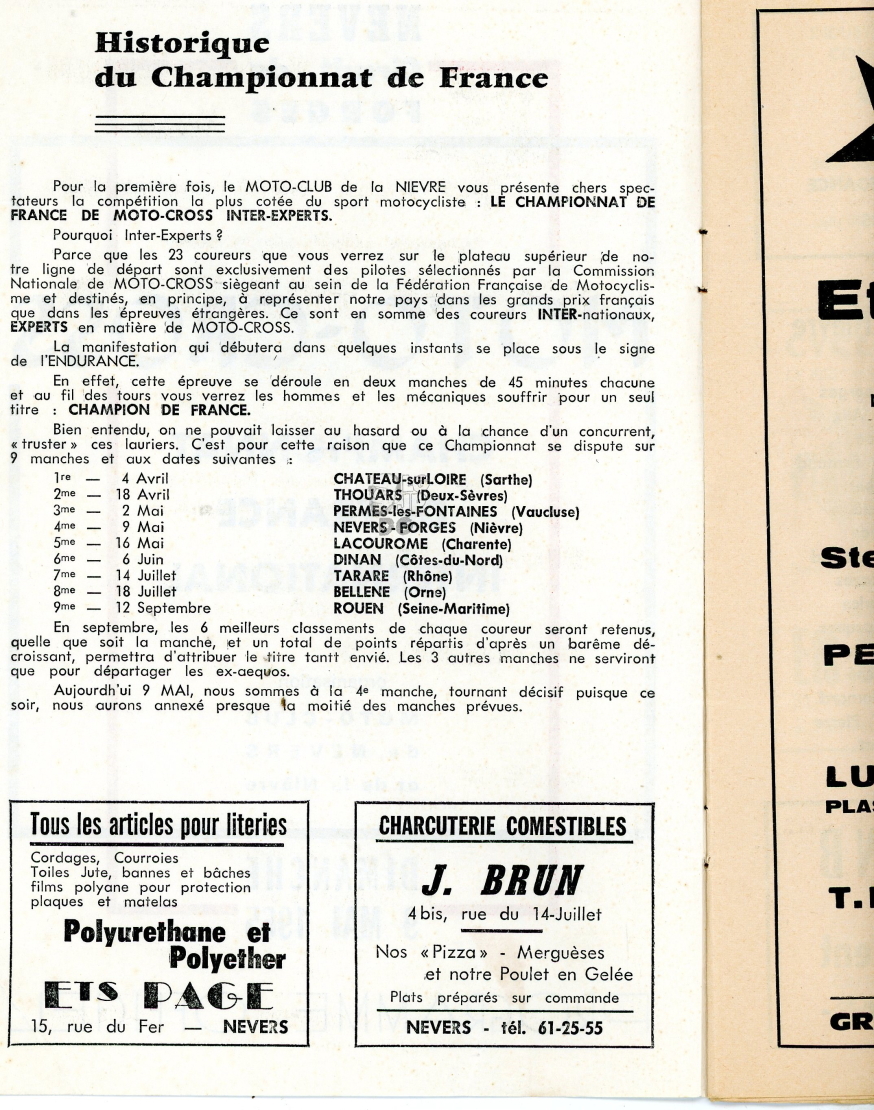 Historique
du Championnat de France
Pour la première fois, le MOTO-CLUB de la NIEVRE vous présente chers spec-
tateurs la compétition la plus cotée du sport motocycliste : LE CHAMPIONNAT DE
FRANCE DE MOTO-CROSS INTER-EXPERTS.
Pourquoi Inter-Experts ?
Parce que les 23 coureurs que vous verrez sur le plateau supérieur de no-
tre ligne de départ sont exclusivement des pilotes sélectionnés par la Commission
Nationale de MOTO-CROSS siègeant au sein de la Fédération Française de Motocyclis-
me et destinés, en principe, à représenter notre pays dans les grands prix français
que dans les épreuves étrangères. Ce sont en somme des coureurs INTER-nationaux,
EXPERTS en matière de MOTO-CROSS.
La manifestation qui débutera dans quelques instants se place sous le signe
de l'ENDURANCE.
En effet, cette épreuve se déroule en deux manches de 45 minutes chacune
et au fil des tours vous verrez les hommes et les mécaniques souffrir pour un seul
titre : CHAMPION DE FRANCE.
Bien entendu, on ne pouvait laisser au hasard ou à la chance d'un concurrent,
« truster » ces lauriers. C'est pour cette raison que ce Championnat se dispute sur
9 manches et aux dates suivantes :
1re — 4 Avril CHATEAU-surLOIRE (Sarthe)
2me — 18 Avril THOUARS (Deux-Sèvres)
3me — 2 Mai PERMES-les-FONTAINES (Vaucluse)
4me — 9 Mai NEVERS-FORGES (Nièvre)
5me — 16 Mai LACOUROME (Charente)
6me — 6 Juin DINAN (Côtes-du-Nord)
7me — 14 Juillet TARARE (Rhône)
8me — 18 Juillet BELLENE (Orne)
9me — 12 Septembre ROUEN (Seine-Maritime)
En septembre, les 6 meilleurs classements de chaque coureur seront retenus,
quelle que soit la manche, et un total de points répartis d'après un barême dé-
croissant, permettra d'attribuer le titre tantt envié. Les 3 autres manches ne serviront
que pour départager les ex-aequos.
Aujourdh'ui 9 MAI, nous sommes à la 4e manche, tournant décisif puisque ce
soir, nous aurons annexé presque la moitié des manches prévues.
Tous les articles pour literies
Cordages, Courroies
Toiles Jute, bannes et bâches
films polyane pour protection
plaques et matelas
Polyurethane et
Polyether
ETS PAGE
15, rue du Fer — NEVERS
CHARCUTERIE COMESTIBLES
J. BRUN
4 bis, rue du 14-Juillet
Nos « Pizza » - Merguèses
et notre Poulet en Gelée
Plats préparés sur commande
NEVERS - tél. 61-25-55
Et
Ste
PE
LU
PLAS
T.
GR